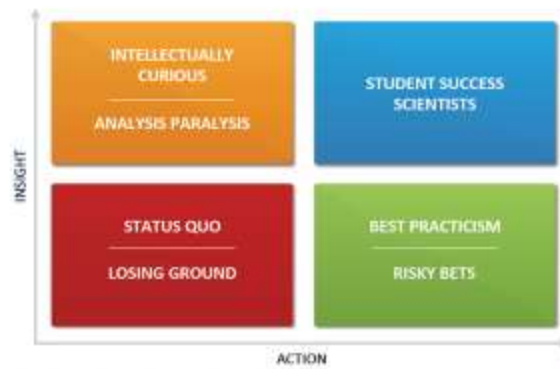 INTELLECTUALLY
CURIOUS
ANALYSIS PARALYSIS
STUDENT SUCCESS
SCIENTISTS
INSIGHT
STATUS QUO
LOSING GROUND
BEST PRACTICISM
RISKY BETS
ACTION